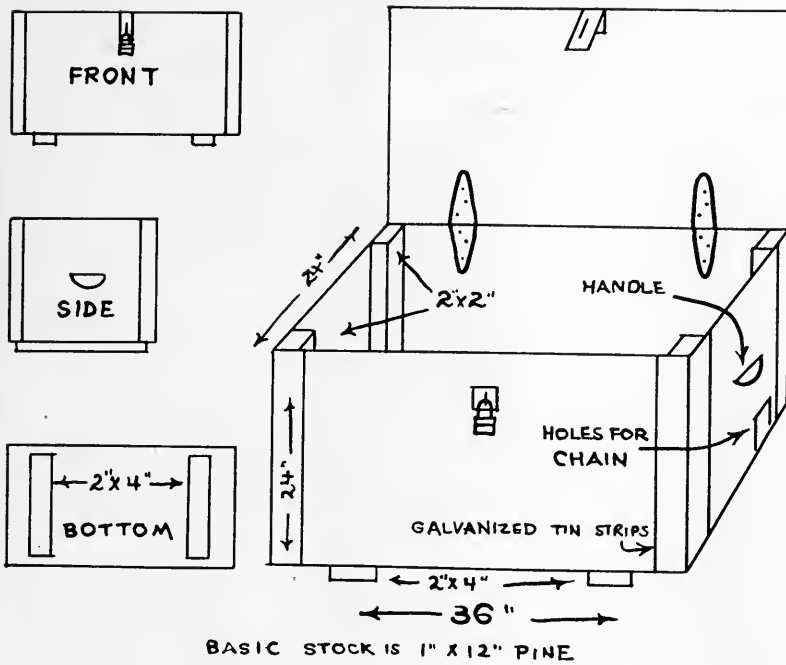 FRONT
SIDE
2"x4"
BOTTOM
24"
2"x2"
HANDLE
HOLES FOR
CHAIN
24"
GALVANIZED TIN STRIPS
2"x4"
36"
BASIC STOCK IS 1" X 12" PINE